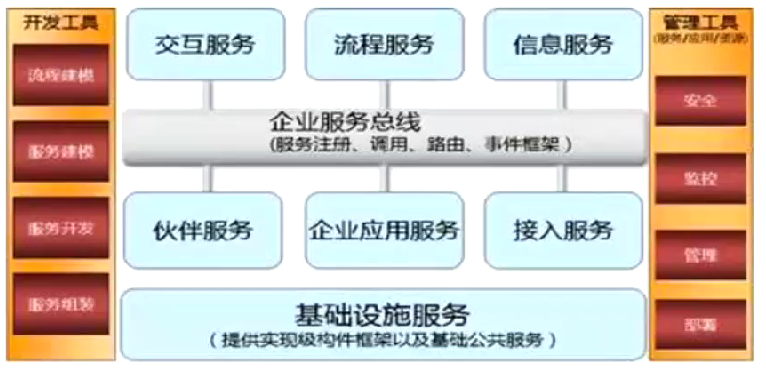 开发工具
流程建模
服务建模
服务开发
服务组装
交互服务
流程服务
信息服务
企业服务总线
(服务注册、调用、路由、事件框架)
伙伴服务
企业应用服务
接入服务
基础设施服务
(提供实现级构件框架以及基础公共服务)
管理工具
(服务/应用/资源)
安全
监控
管理
部署